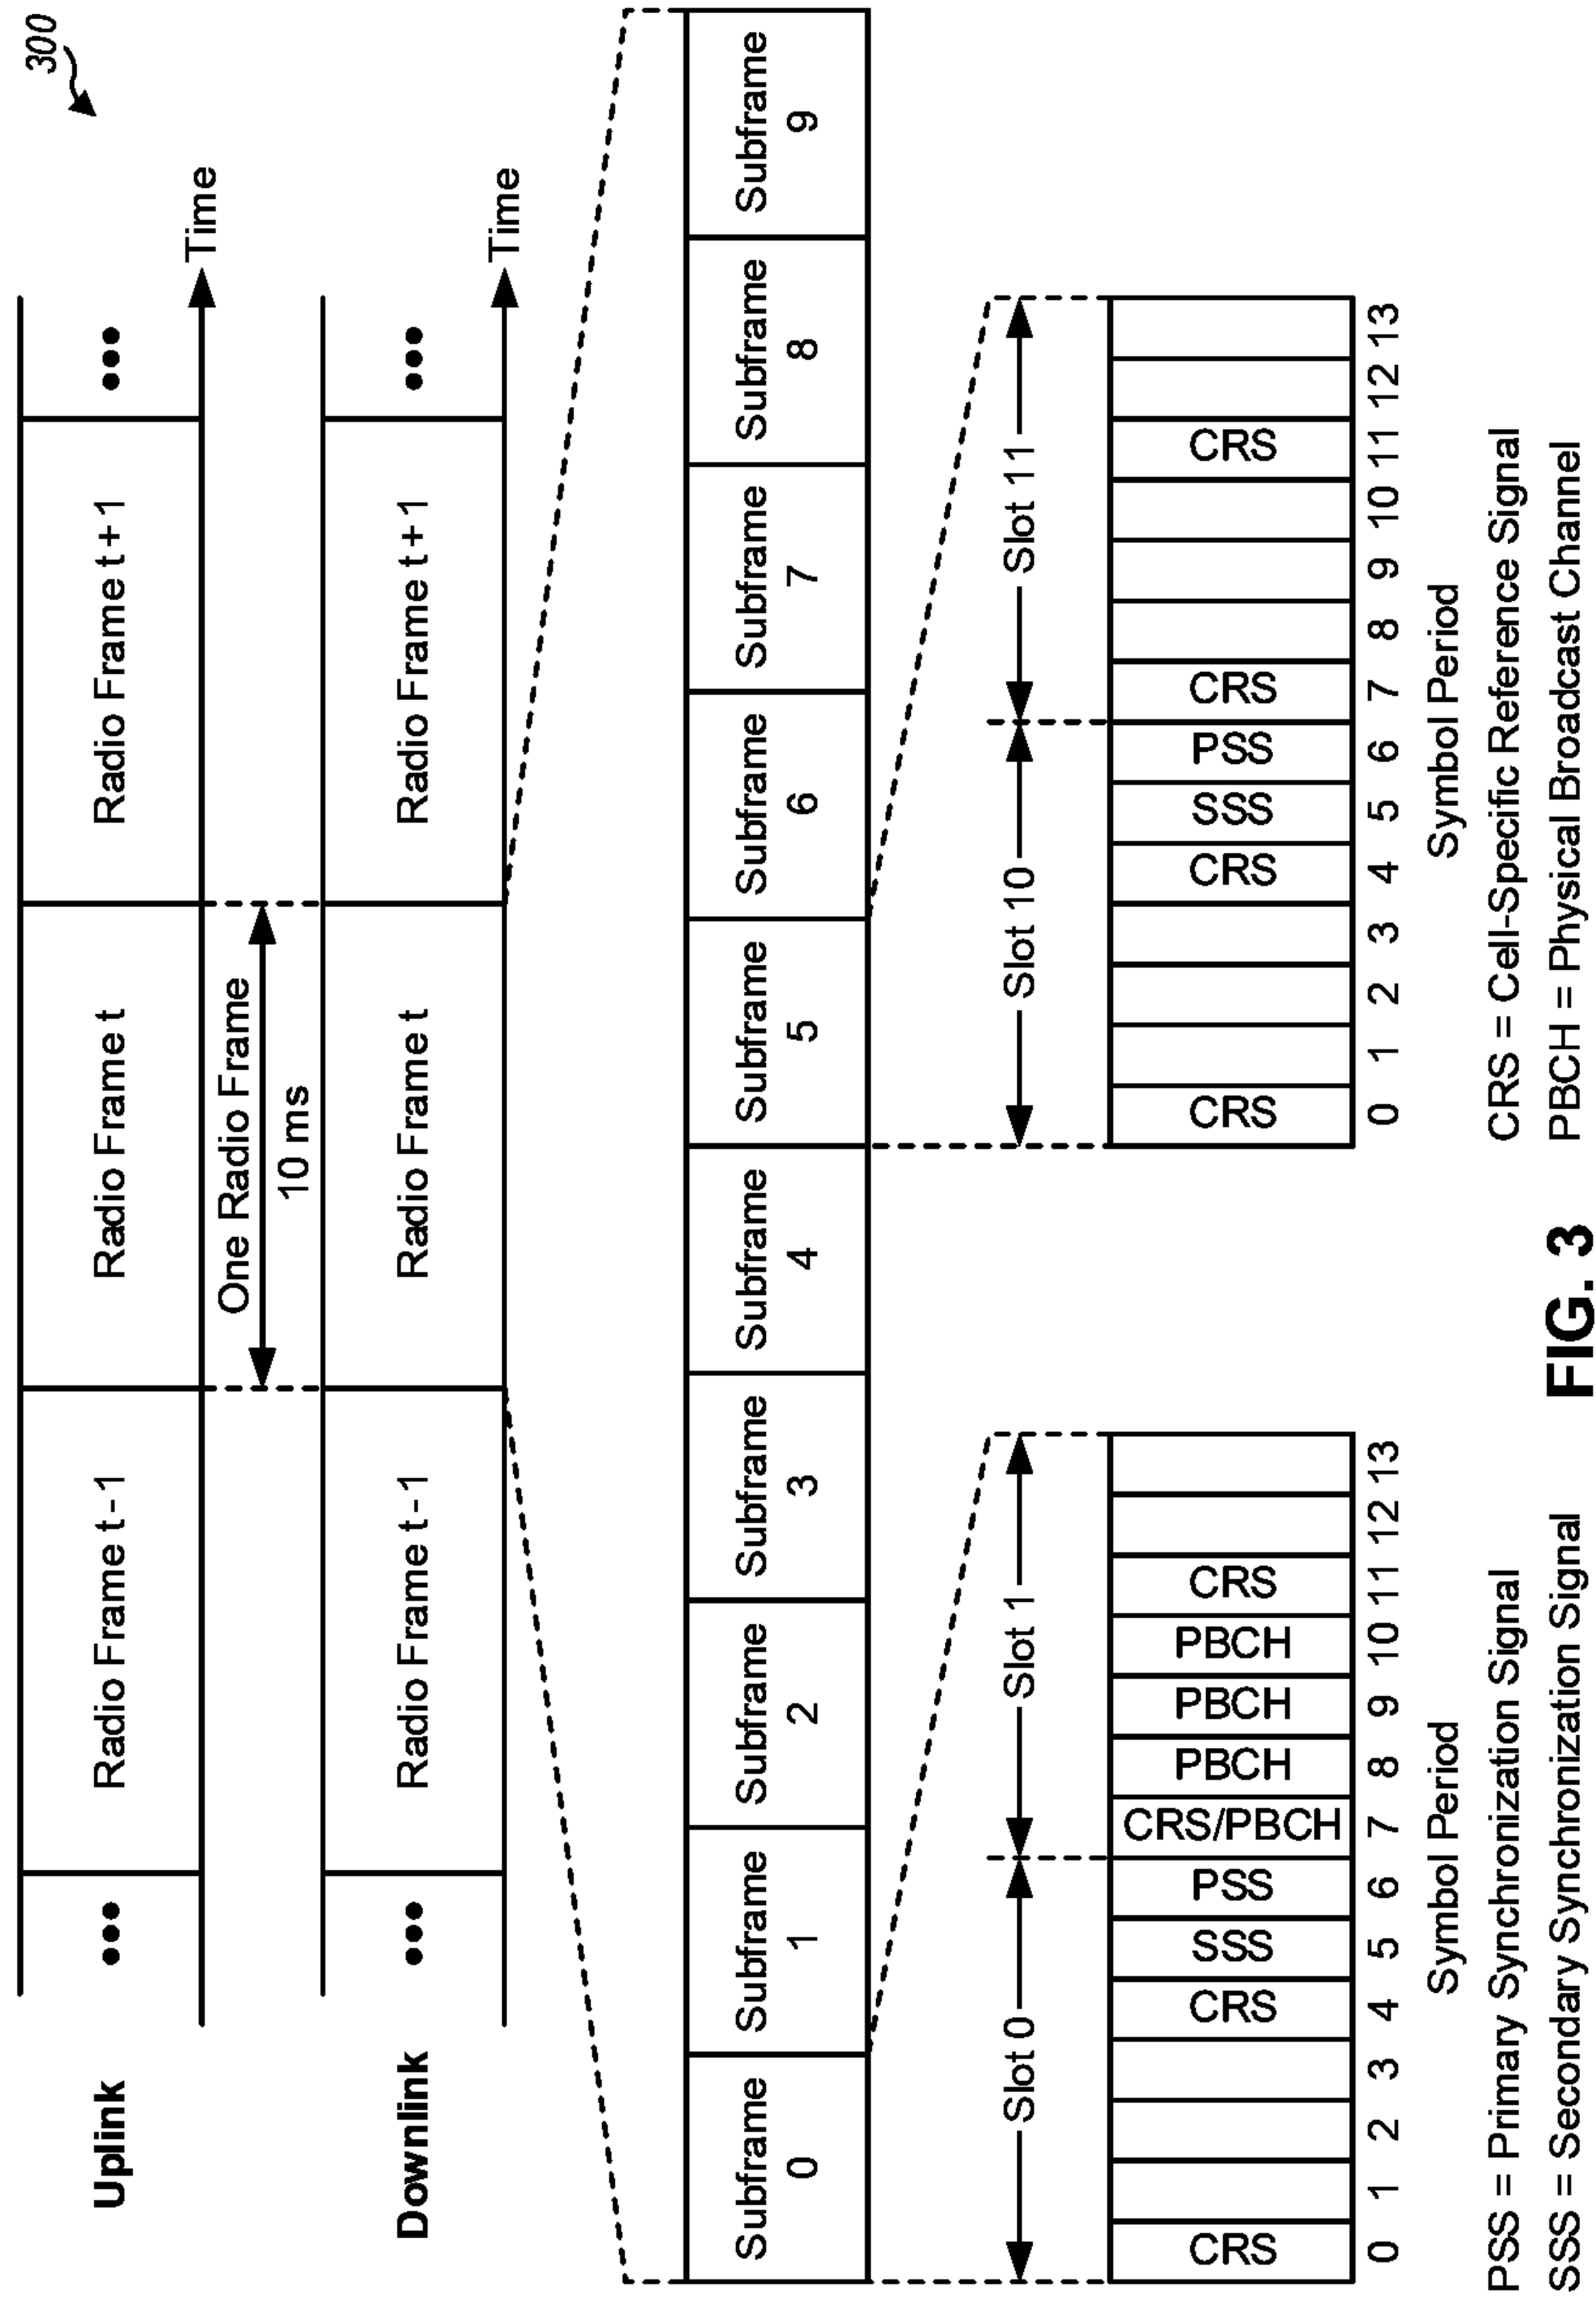 300
Uplink
••• Radio Frame t-1 Radio Frame t Radio Frame t+1 •••
Time
One Radio Frame
10 ms
Downlink
••• Radio Frame t-1 Radio Frame t Radio Frame t+1 •••
Time
Subframe Subframe Subframe Subframe Subframe Subframe Subframe Subframe Subframe Subframe
0 1 2 3 4 5 6 7 8 9
Slot 0 Slot 1
CRS CRS SSS PSS CRS/PBCH PBCH PBCH PBCH CRS
0 1 2 3 4 5 6 7 8 9 10 11 12 13
Symbol Period
Slot 10 Slot 11
CRS CRS SSS PSS CRS CRS
0 1 2 3 4 5 6 7 8 9 10 11 12 13
Symbol Period
PSS = Primary Synchronization Signal
SSS = Secondary Synchronization Signal
CRS = Cell-Specific Reference Signal
PBCH = Physical Broadcast Channel
FIG. 3